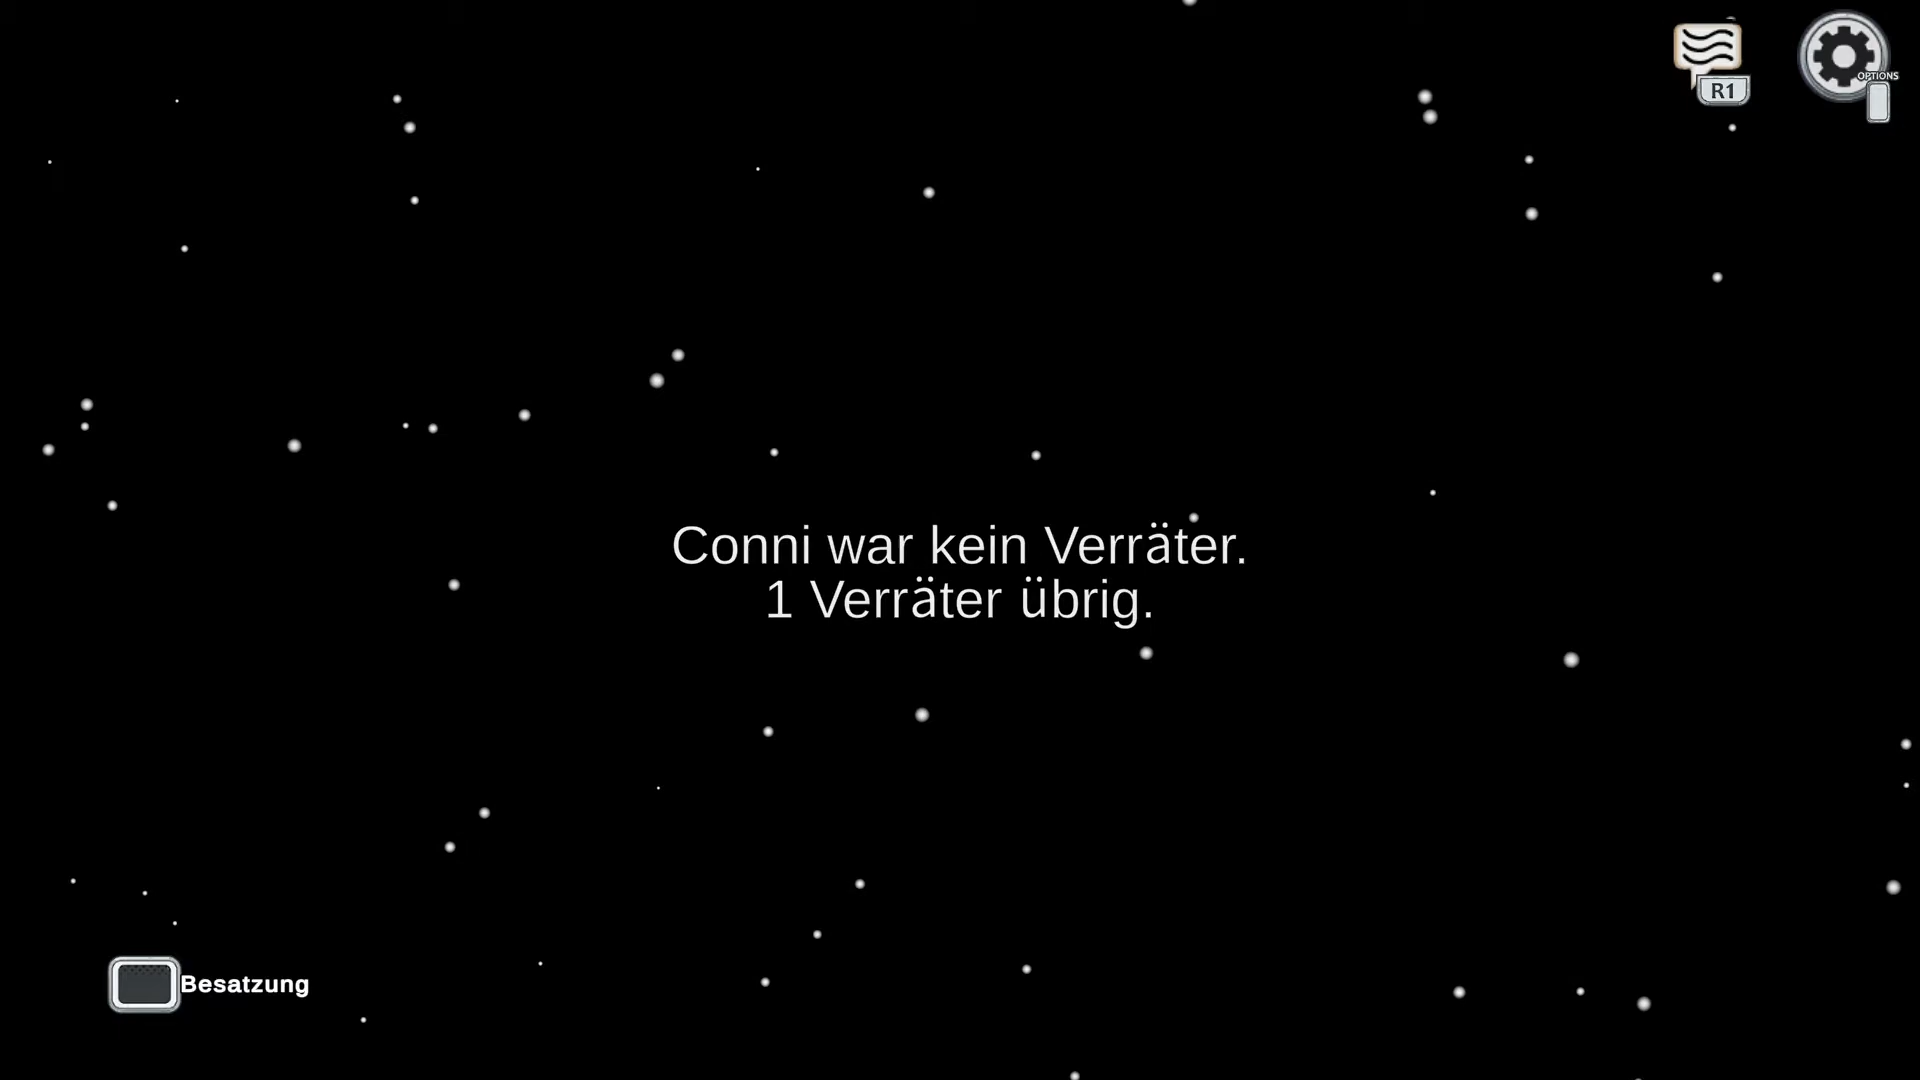 R1
OPTIONS
Conni war kein Verräter.
1 Verräter übrig.
Besatzung